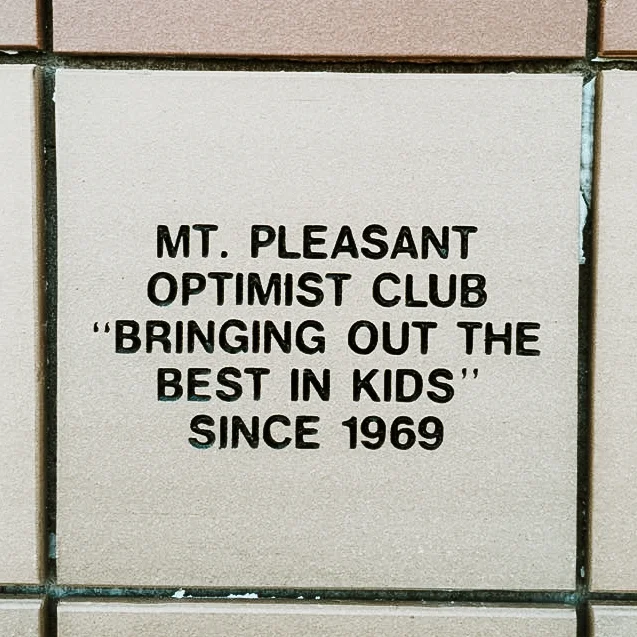 MT. PLEASANT
OPTIMIST CLUB
"BRINGING OUT THE
BEST IN KIDS"
SINCE 1969